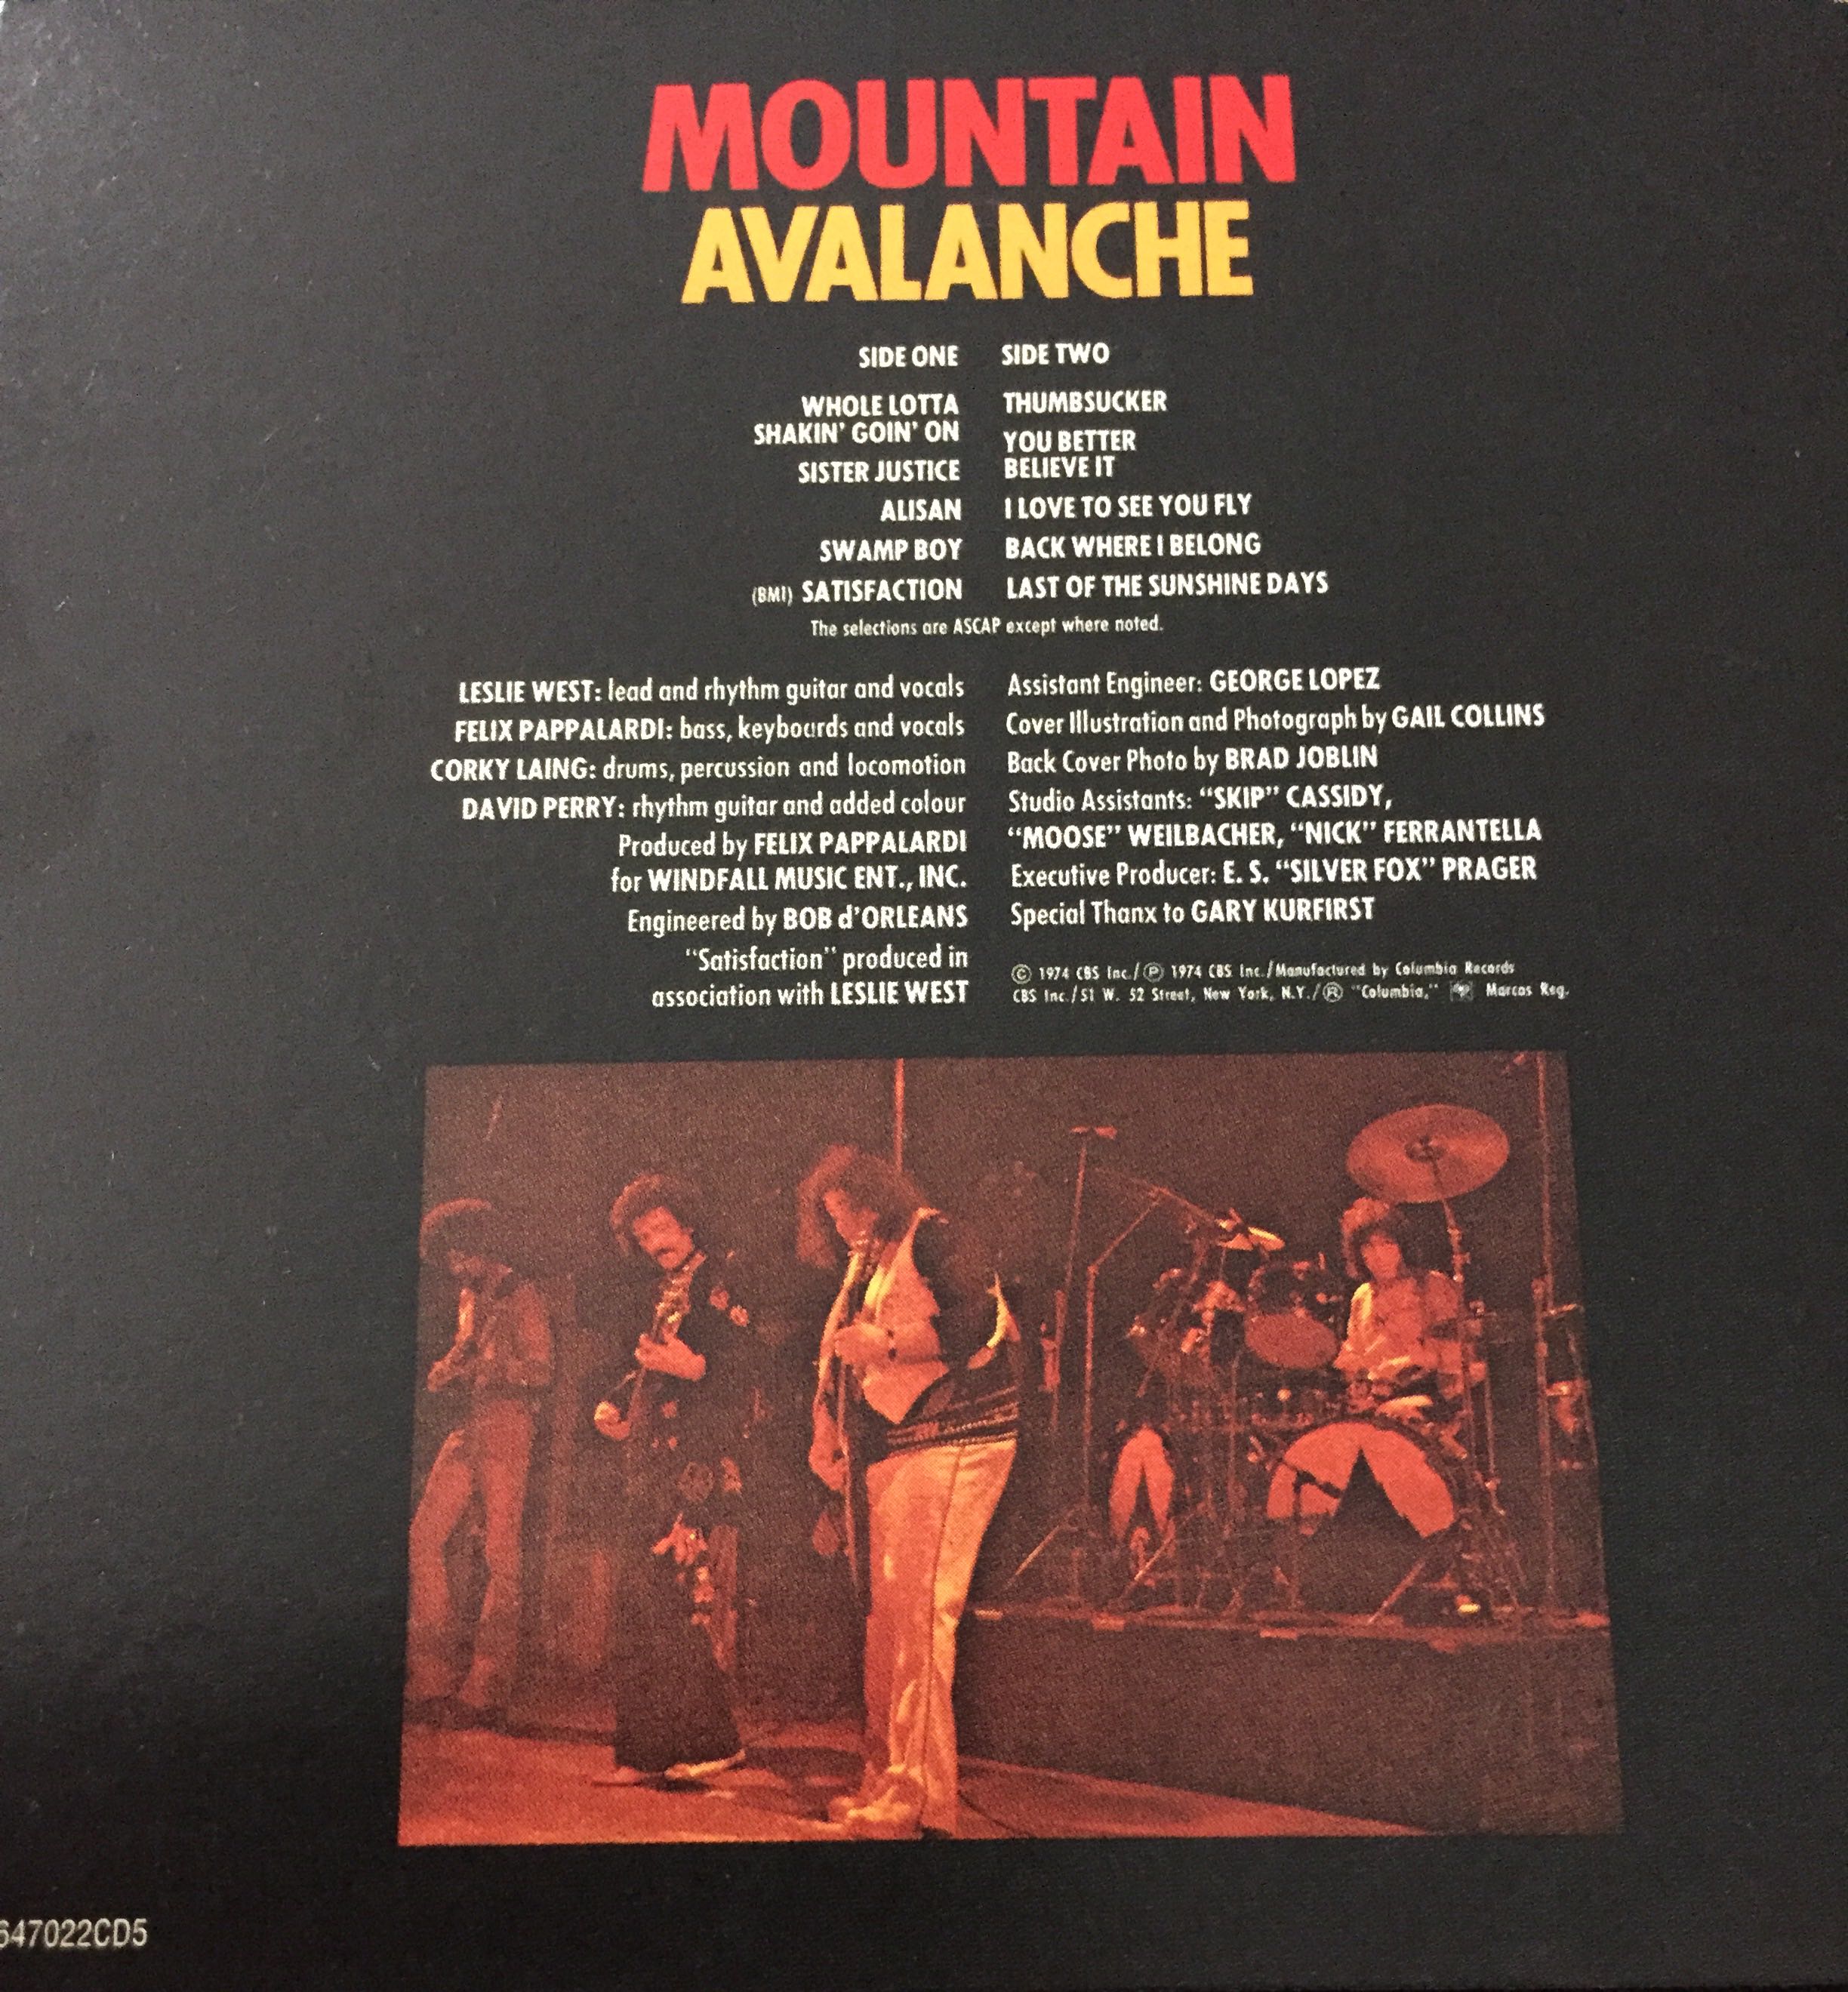 MOUNTAIN
AVALANCHE
SIDE ONE
WHOLE LOTTA
SHAKIN' GOIN' ON
SISTER JUSTICE
ALISAN
SWAMP BOY
(BMI) SATISFACTION
SIDE TWO
THUMBSUCKER
YOU BETTER
BELIEVE IT
I LOVE TO SEE YOU FLY
BACK WHERE I BELONG
LAST OF THE SUNSHINE DAYS
The selections are ASCAP except where noted.
LESLIE WEST: lead and rhythm guitar and vocals
FELIX PAPPALARDI: bass, keyboards and vocals
CORKY LAING: drums, percussion and locomotion
DAVID PERRY: rhythm guitar and added colour
Produced by FELIX PAPPALARDI
for WINDFALL MUSIC ENT., INC.
Engineered by BOB d'ORLEANS
"Satisfaction" produced in
association with LESLIE WEST
Assistant Engineer: GEORGE LOPEZ
Cover Illustration and Photograph by GAIL COLLINS
Back Cover Photo by BRAD JOBLIN
Studio Assistants: "SKIP" CASSIDY,
"MOOSE" WEILBACHER, "NICK" FERRANTELLA
Executive Producer: E. S. "SILVER FOX" PRAGER
Special Thanx to GARY KURFIRST
© 1974 CBS Inc./℗ 1974 CBS Inc./Manufactured by Columbia Records
CBS Inc./51 W. 52 Street, New York, N.Y./® "Columbia," Marcas Reg.
647022CD5